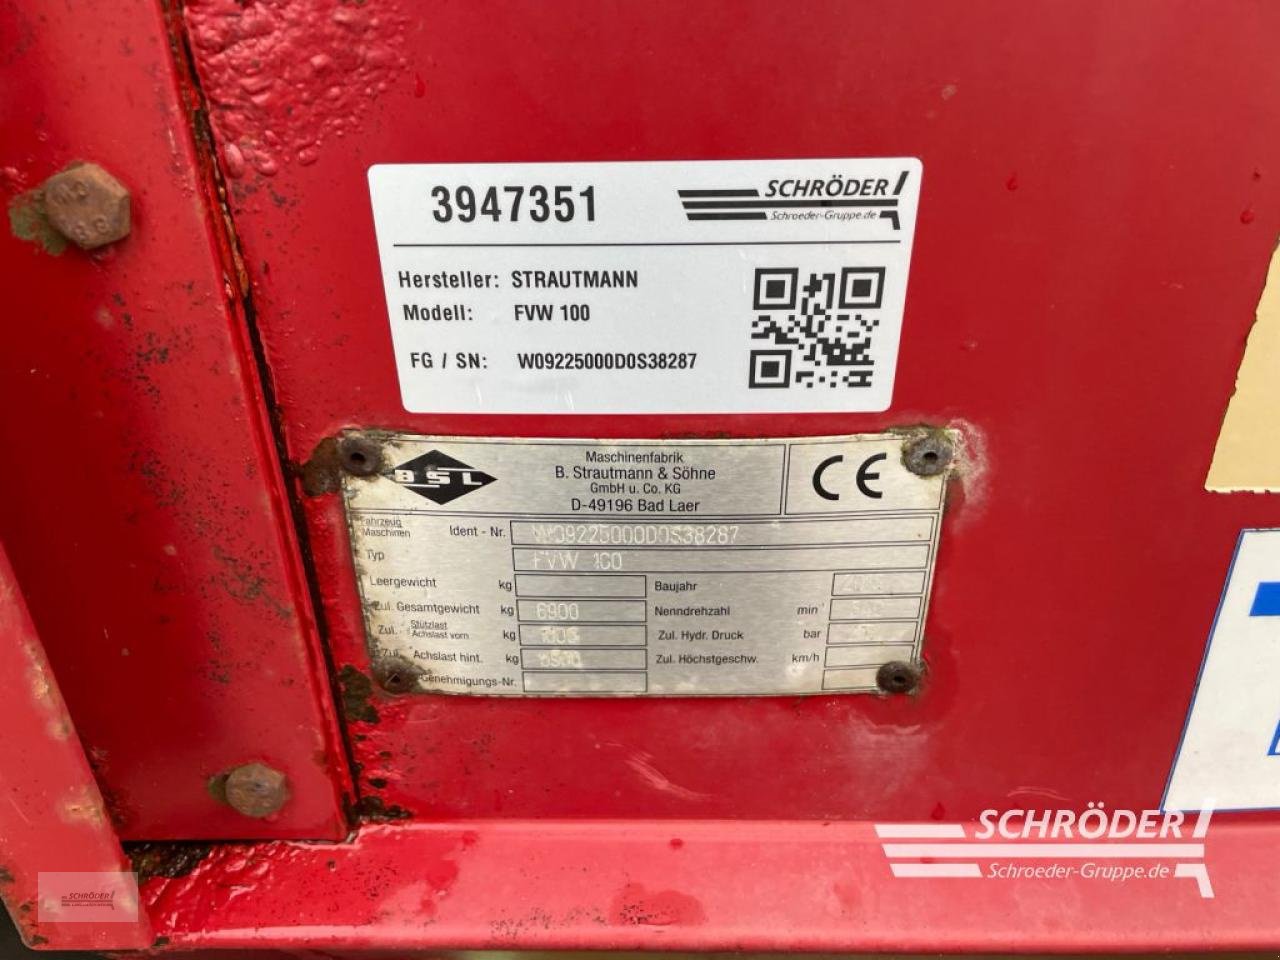 3947351
SCHRÖDER
Schroeder-Gruppe.de
Hersteller: STRAUTMANN
Modell: FVW 100
FG / SN: W09225000D0S38287
BSL
Maschinenfabrik
B. Strautmann & Söhne
GmbH u. Co. KG
D-49196 Bad Laer
CE
Fahrzeug
Maschinen
Ident - Nr. W09225000D0S38287
Typ FVW 100
Leergewicht kg
Baujahr
Zul. Gesamtgewicht kg 6900
Nenndrehzahl min
Zul. Stützlast
Achslast vorn kg
Zul. Hydr. Druck bar
Zul. Achslast hint. kg
Zul. Höchstgeschw. km/h
Genehmigungs-Nr.
SCHRÖDER
Schroeder-Gruppe.de
SCHRÖDER